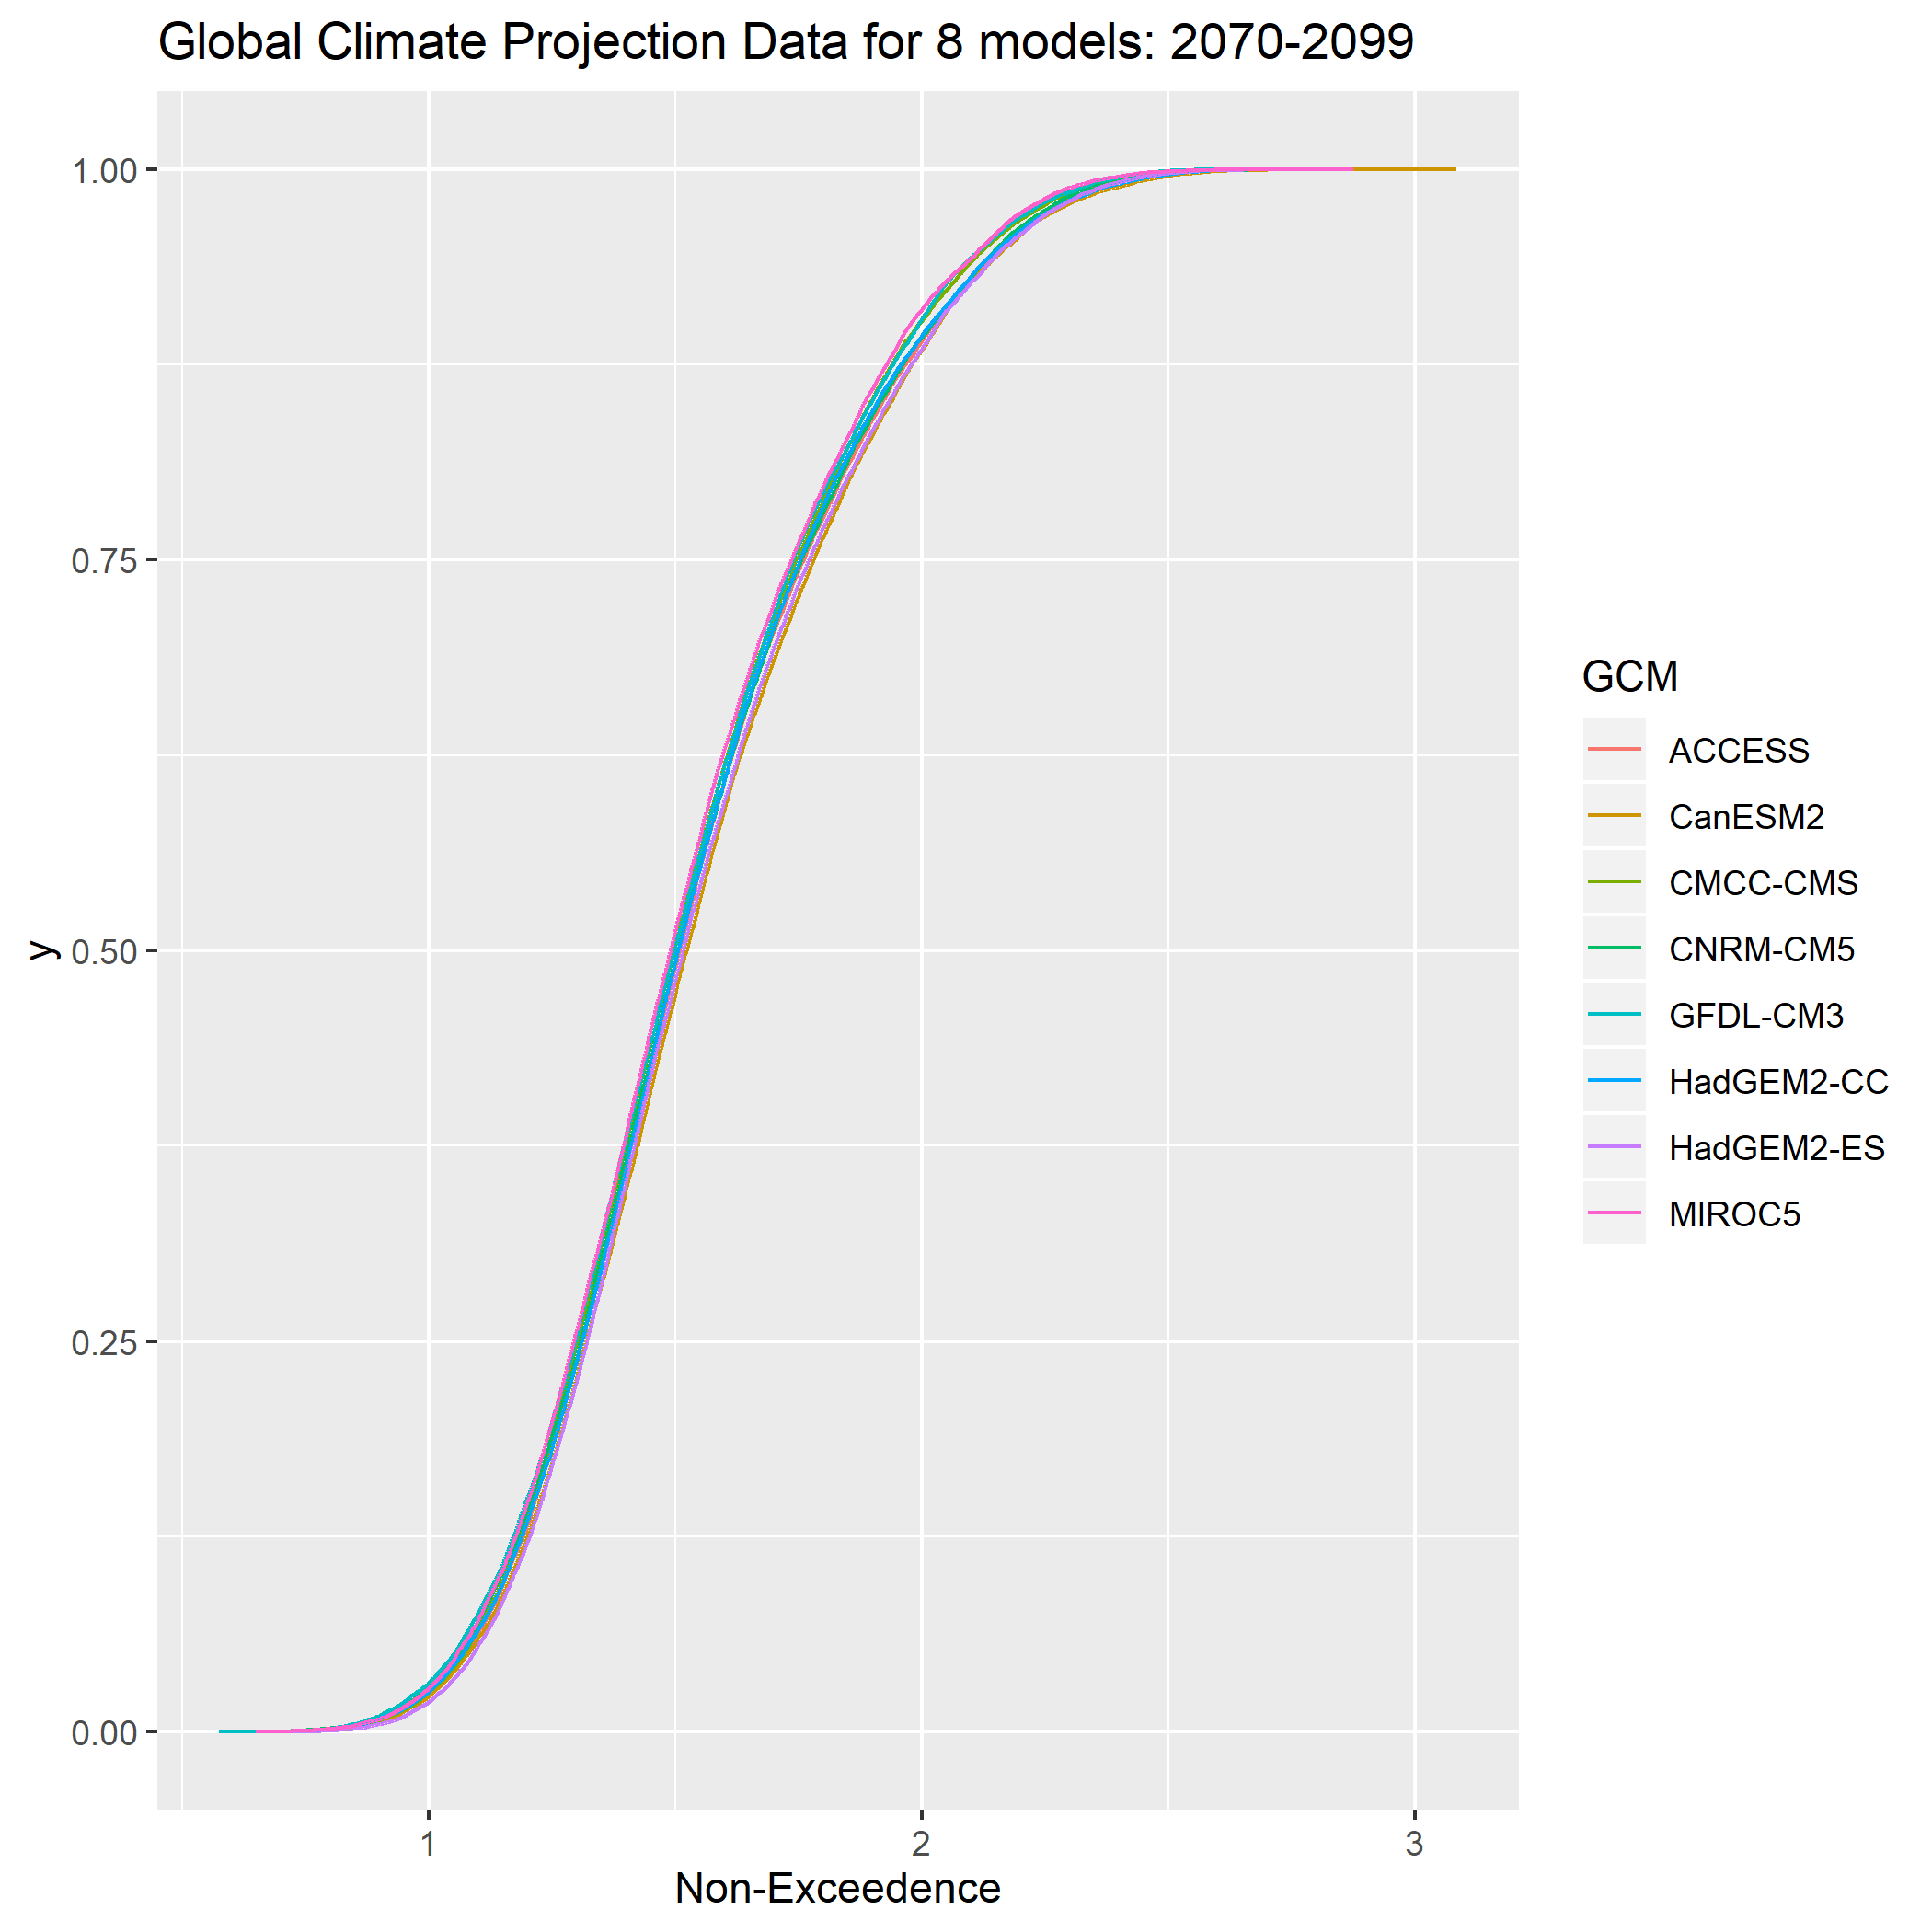 Global Climate Projection Data for 8 models: 2070-2099
1.00
0.75
0.50
0.25
0.00
y
1 2 3
Non-Exceedence
GCM
ACCESS
CanESM2
CMCC-CMS
CNRM-CM5
GFDL-CM3
HadGEM2-CC
HadGEM2-ES
MIROC5